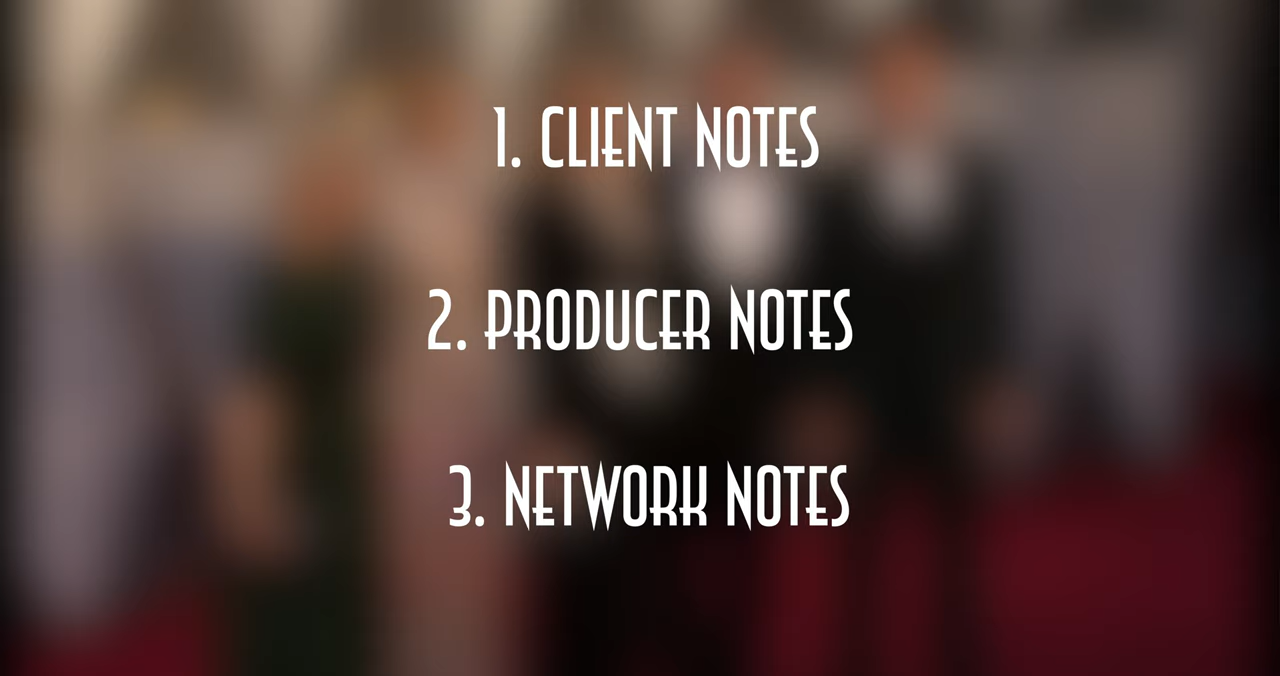 1. CLIENT NOTES
2. PRODUCER NOTES
3. NETWORK NOTES